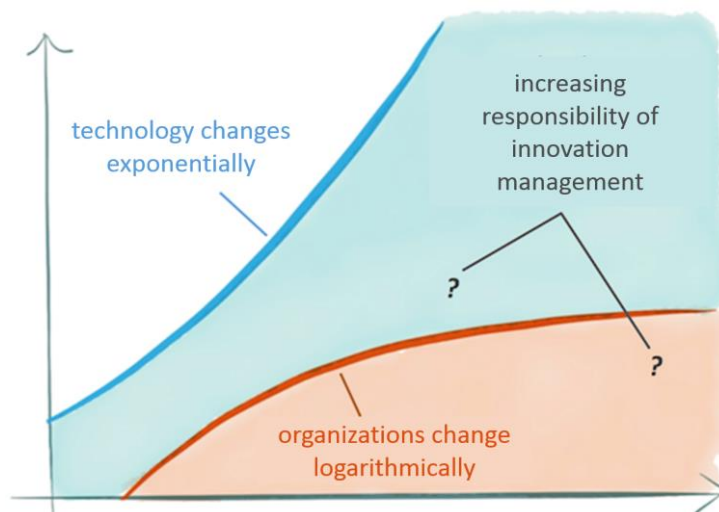 technology changes
exponentially
increasing
responsibility of
innovation
management
?
?
organizations change
logarithmically